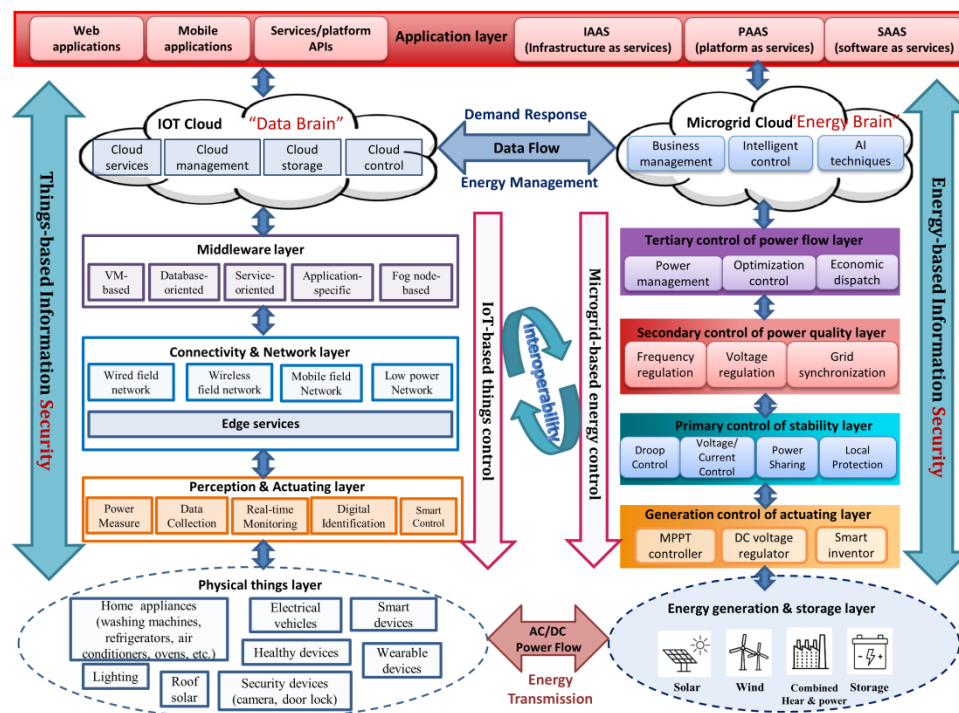 Web
applications
Mobile
applications
Services/platform
APIs
Application layer
IAAS
(Infrastructure as services)
PAAS
(platform as services)
SAAS
(software as services)
IOT Cloud
"Data Brain"
Cloud
services
Cloud
management
Cloud
storage
Cloud
control
Demand Response
Data Flow
Energy Management
Microgrid Cloud
"Energy Brain"
Business
management
Intelligent
control
AI
techniques
Things-based Information Security
Middleware layer
VM-
based
Database-
oriented
Service-
oriented
Application-
specific
Fog node-
based
Connectivity & Network layer
Wired field
network
Wireless
field network
Mobile field
Network
Low power
Network
Edge services
Perception & Actuating layer
Power
Measure
Data
Collection
Real-time
Monitoring
Digital
Identification
Smart
Control
IoT-based things control
Interoperability
Microgrid-based energy control
Tertiary control of power flow layer
Power
management
Optimization
control
Economic
dispatch
Secondary control of power quality layer
Frequency
regulation
Voltage
regulation
Grid
synchronization
Primary control of stability layer
Droop
Control
Voltage/
Current
Control
Power
Sharing
Local
Protection
Generation control of actuating layer
MPPT
controller
DC voltage
regulator
Smart
inventor
Energy-based Information Security
Physical things layer
Home appliances
(washing machines,
refrigerators, air
conditioners, ovens, etc.)
Electrical
vehicles
Smart
devices
Healthy devices
Wearable
devices
Lighting
Roof
solar
Security devices
(camera, door lock)
AC/DC
Power Flow
Energy
Transmission
Energy generation & storage layer
Solar
Wind
Combined
Hear & power
Storage